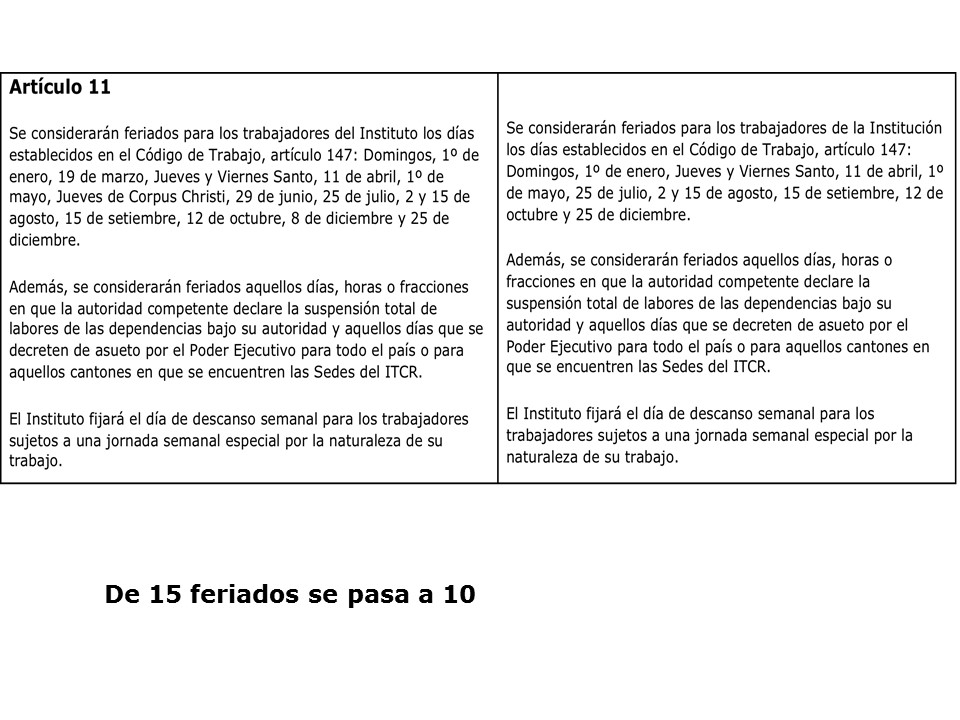 Artículo 11
Se considerarán feriados para los trabajadores del Instituto los días
establecidos en el Código de Trabajo, artículo 147: Domingos, 1º de
enero, 19 de marzo, Jueves y Viernes Santo, 11 de abril, 1º de
mayo, Jueves de Corpus Christi, 29 de junio, 25 de julio, 2 y 15 de
agosto, 15 de setiembre, 12 de octubre, 8 de diciembre y 25 de
diciembre.
Además, se considerarán feriados aquellos días, horas o fracciones
en que la autoridad competente declare la suspensión total de
labores de las dependencias bajo su autoridad y aquellos días que se
decreten de asueto por el Poder Ejecutivo para todo el país o para
aquellos cantones en que se encuentren las Sedes del ITCR.
El Instituto fijará el día de descanso semanal para los trabajadores
sujetos a una jornada semanal especial por la naturaleza de su
trabajo.
Se considerarán feriados para los trabajadores de la Institución
los días establecidos en el Código de Trabajo, artículo 147:
Domingos, 1º de enero, Jueves y Viernes Santo, 11 de abril, 1º
de mayo, 25 de julio, 2 y 15 de agosto, 15 de setiembre, 12 de
octubre y 25 de diciembre.
Además, se considerarán feriados aquellos días, horas o
fracciones en que la autoridad competente declare la
suspensión total de labores de las dependencias bajo su
autoridad y aquellos días que se decreten de asueto por el
Poder Ejecutivo para todo el país o para aquellos cantones en
que se encuentren las Sedes del ITCR.
El Instituto fijará el día de descanso semanal para los
trabajadores sujetos a una jornada semanal especial por la
naturaleza de su trabajo.
De 15 feriados se pasa a 10